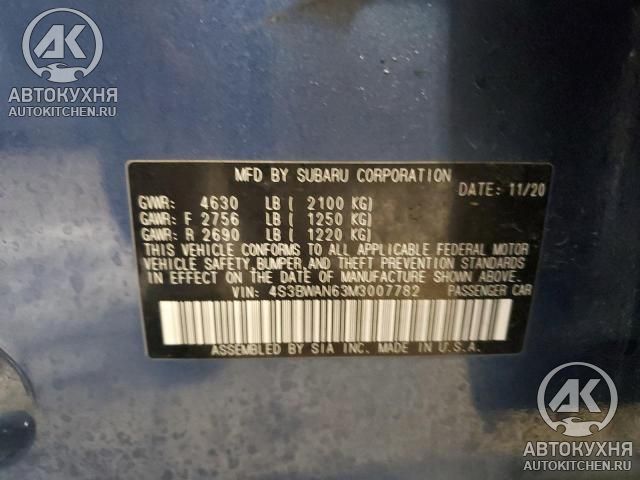 АК
АВТОКУХНЯ
AUTOKITCHEN.RU
MFD BY SUBARU CORPORATION
DATE: 11/20
GVWR: 4630 LB ( 2100 KG)
GAWR: F 2756 LB ( 1250 KG)
GAWR: R 2690 LB ( 1220 KG)
THIS VEHICLE CONFORMS TO ALL APPLICABLE FEDERAL MOTOR
VEHICLE SAFETY, BUMPER, AND THEFT PREVENTION STANDARDS
IN EFFECT ON THE DATE OF MANUFACTURE SHOWN ABOVE.
VIN: 4S3BWAN63M3007782 PASSENGER CAR
ASSEMBLED BY SIA INC. MADE IN U.S.A.
АК
АВТОКУХНЯ
AUTOKITCHEN.RU